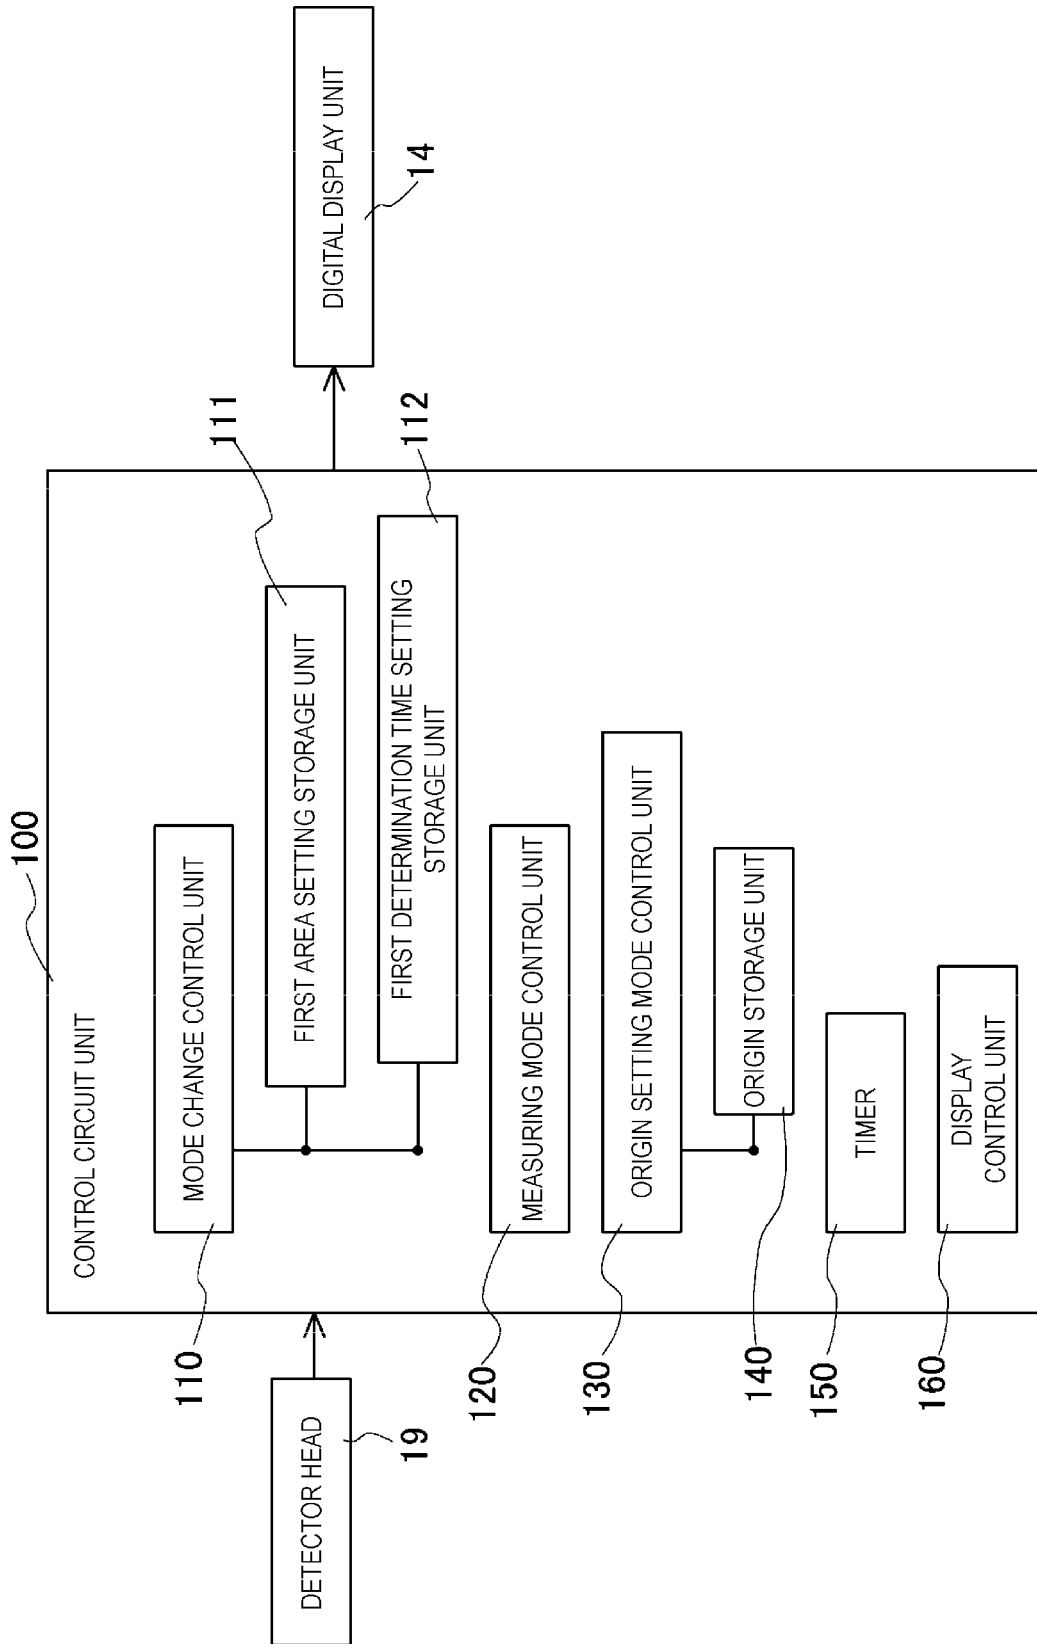 DETECTOR HEAD
19
100
CONTROL CIRCUIT UNIT
110
MODE CHANGE CONTROL UNIT
FIRST AREA SETTING STORAGE UNIT
111
FIRST DETERMINATION TIME SETTING
STORAGE UNIT
112
120
MEASURING MODE CONTROL UNIT
130
ORIGIN SETTING MODE CONTROL UNIT
140
ORIGIN STORAGE UNIT
150
TIMER
160
DISPLAY
CONTROL UNIT
DIGITAL DISPLAY UNIT
14